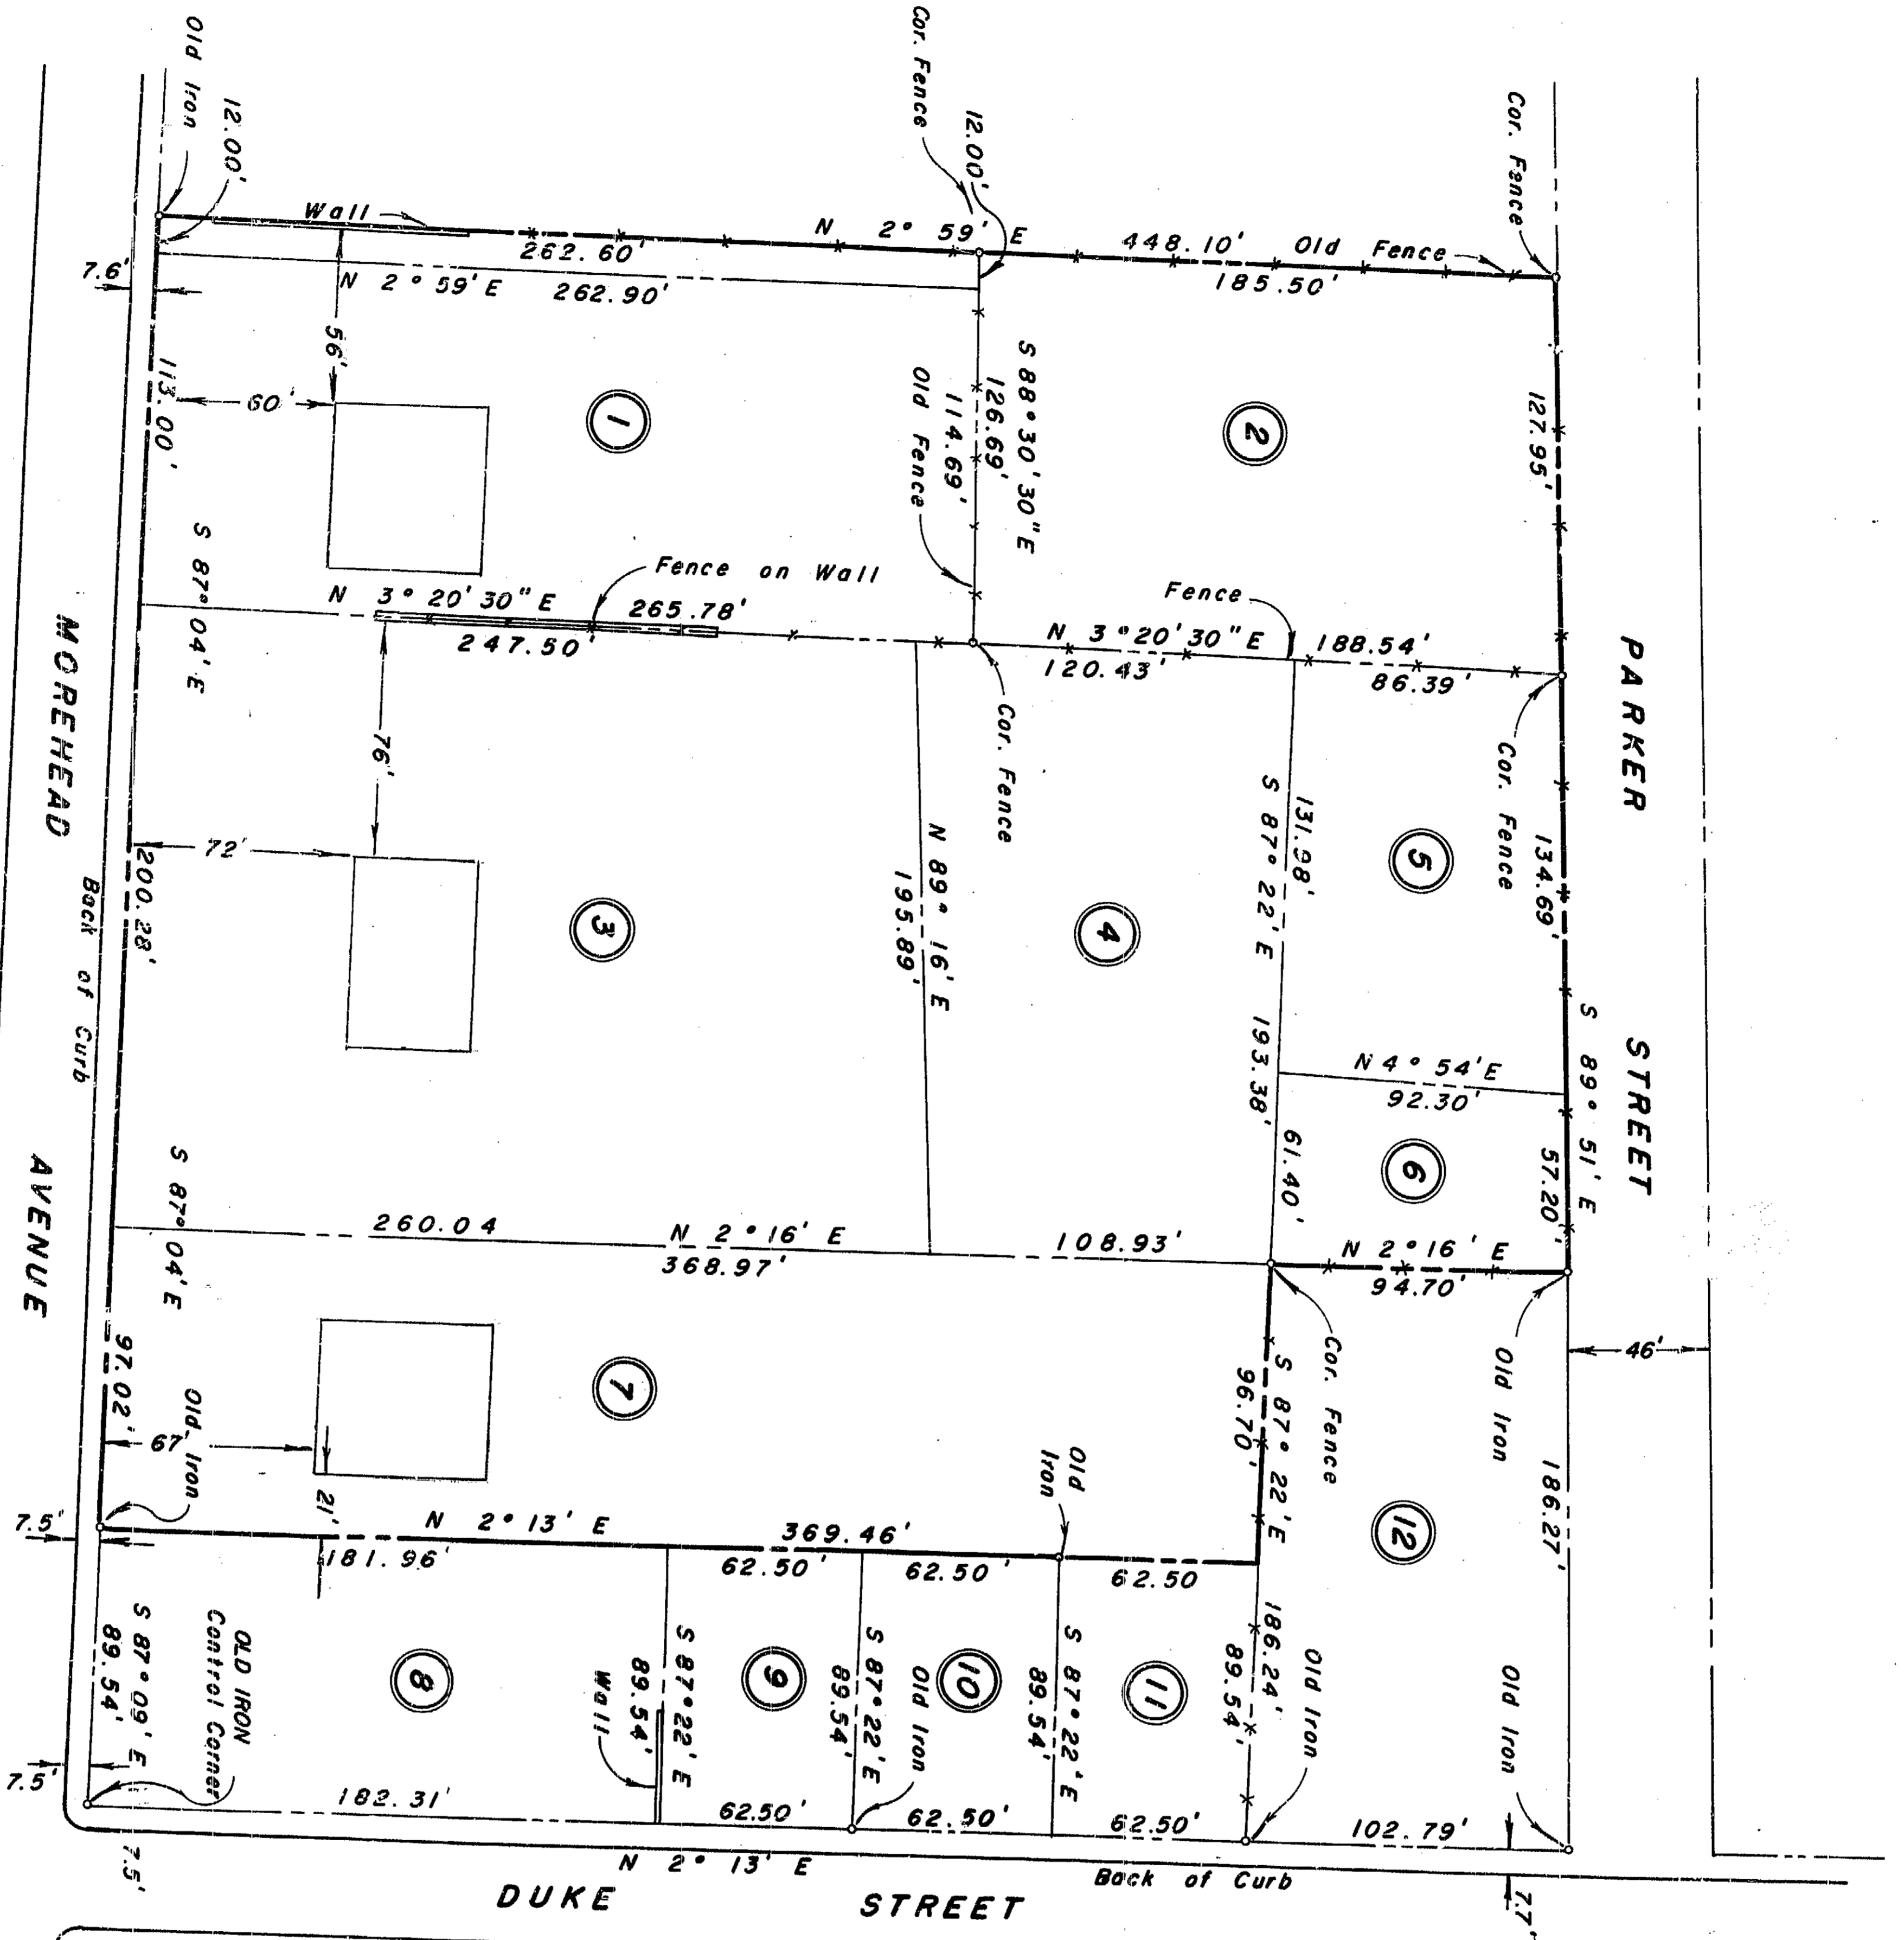 Old Iron
12.00'
Cor. Fence
12.00'
Cor. Fence
Wall
262.60'
N 2° 59' E
448.10'
Old Fence
185.50'
7.6'
N 2° 59' E 262.90'
56'
113.00'
60'
1
Old Fence
114.69'
126.69'
S 88° 30' 30" E
2
127.95'
S 87° 04' E
Fence on Wall
N 3° 20' 30" E 265.78'
247.50'
Fence
N 3° 20' 30" E 188.54'
120.43'
86.39'
Cor. Fence
Cor. Fence
PARKER STREET
MOREHEAD AVENUE
76'
72'
200.28'
Back of Curb
3
N 89° 16' E
195.89'
4
131.98'
S 87° 22' E 193.38'
5
134.69'
S 89° 51' E
N 4° 54' E
92.30'
61.40'
6
57.20'
S 87° 04' E
260.04
N 2° 16' E
368.97'
108.93'
N 2° 16' E
94.70'
97.02'
67'
Old Iron
7
21'
Old Iron
Cor. Fence
S 87° 22' E
96.70'
Old Iron
46'
12
186.27'
7.5'
N 2° 13' E
369.46'
181.96'
62.50'
62.50'
62.50
S 87° 09' E
89.54'
OLD IRON
Control Corner
8
Wall
89.54'
S 87° 22' E
9
89.54'
S 87° 22' E
Old Iron
10
89.54'
S 87° 22' E
11
186.24'
89.54'
Old Iron
Old Iron
7.5'
182.31'
62.50'
62.50'
62.50'
102.79'
7.5'
N 2° 13' E
Back of Curb
7.7'
DUKE STREET